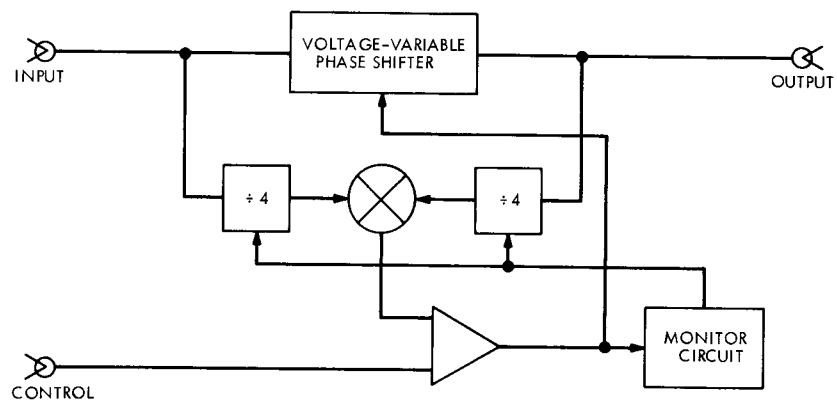 VOLTAGE-VARIABLE
PHASE SHIFTER
INPUT
OUTPUT
÷ 4
÷ 4
MONITOR
CIRCUIT
CONTROL